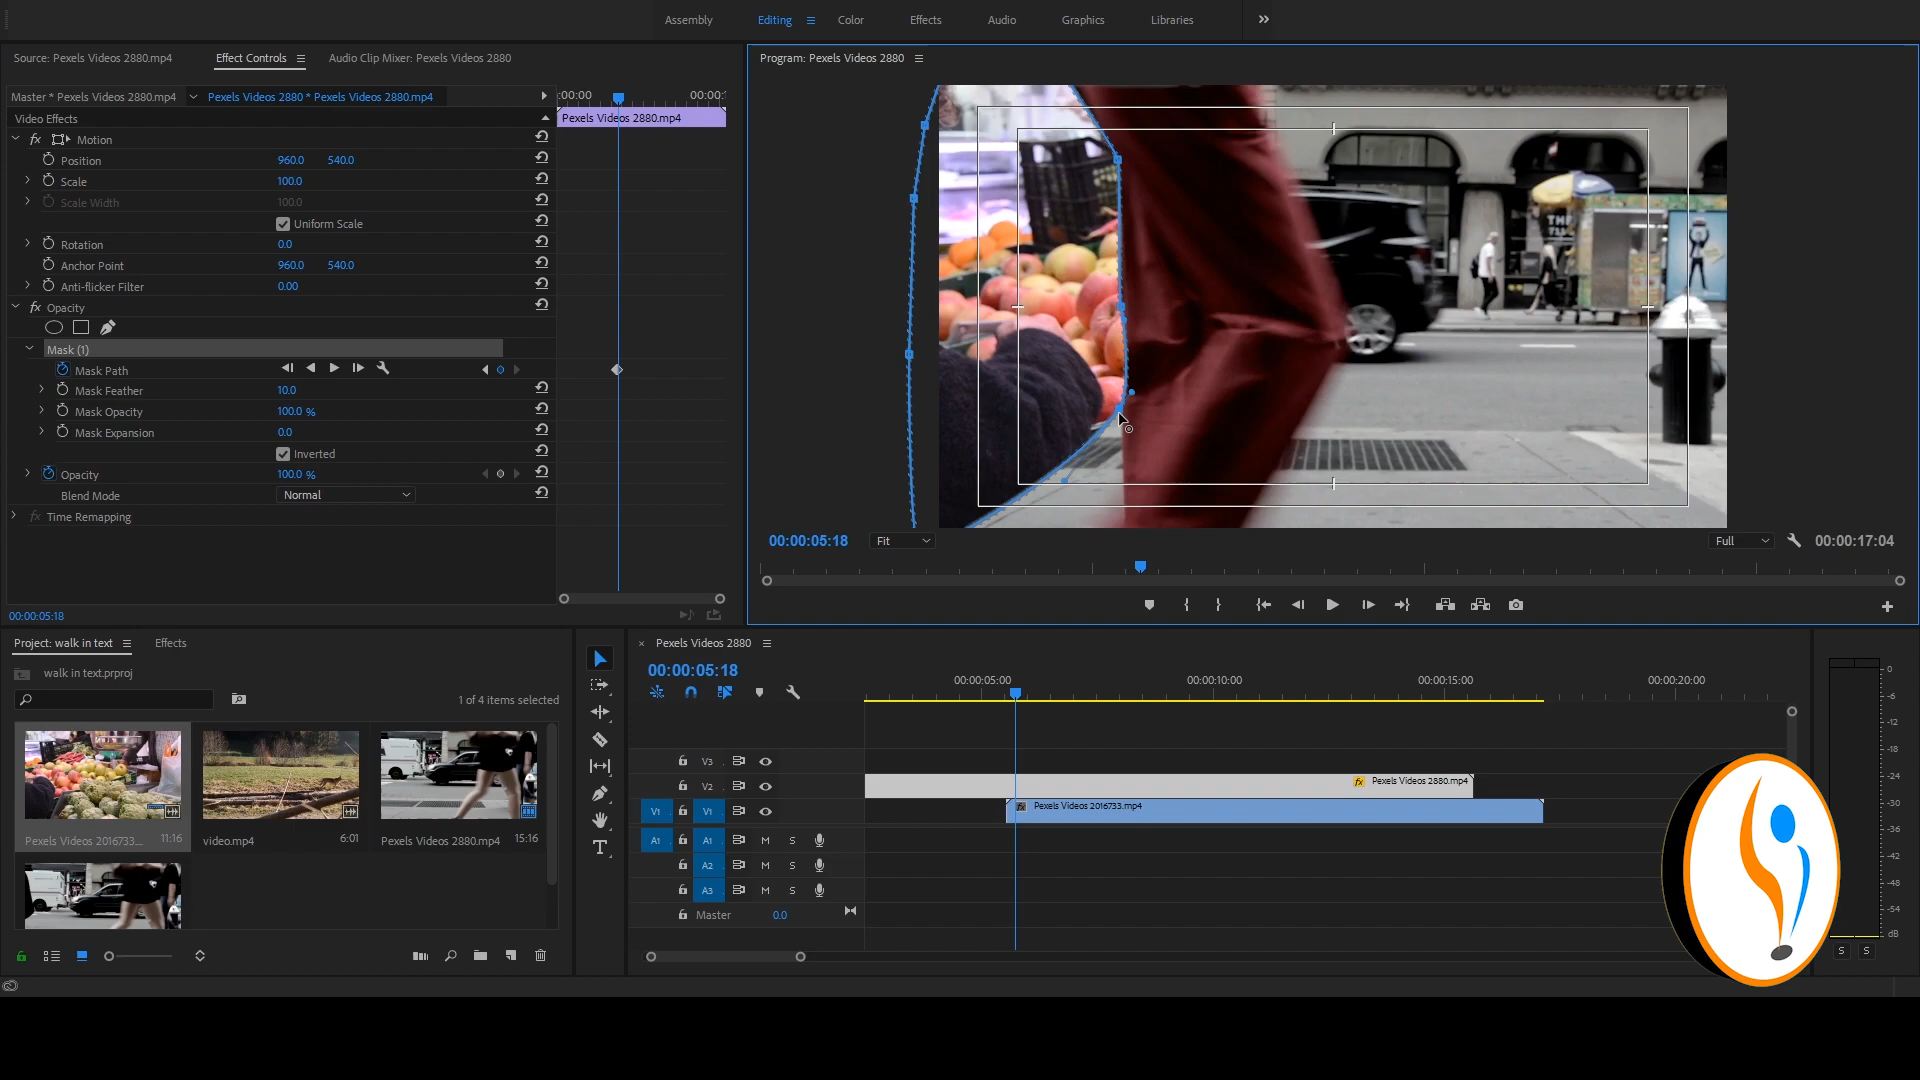 Assembly Editing Color Effects Audio Graphics Libraries
Source: Pexels Videos 2880.mp4 Effect Controls Audio Clip Mixer: Pexels Videos 2880
Program: Pexels Videos 2880
Master * Pexels Videos 2880.mp4 Pexels Videos 2880 * Pexels Videos 2880.mp4
:00:00 00:00:
Video Effects
Pexels Videos 2880.mp4
fx Motion
Position 960.0 540.0
Scale 100.0
Scale Width 100.0
Uniform Scale
Rotation 0.0
Anchor Point 960.0 540.0
Anti-flicker Filter 0.00
fx Opacity
Mask (1)
Mask Path
Mask Feather 10.0
Mask Opacity 100.0 %
Mask Expansion 0.0
Inverted
Opacity 100.0 %
Blend Mode Normal
fx Time Remapping
00:00:05:18
THE
00:00:05:18 Fit Full 00:00:17:04
Project: walk in text Effects
walk in text.prproj
1 of 4 items selected
Pexels Videos 2016733... 11:16
video.mp4 6:01
Pexels Videos 2880.mp4 15:16
Pexels Videos 2880
00:00:05:18
00:00:05:00 00:00:10:00 00:00:15:00 00:00:20:00
V3
V2
fx Pexels Videos 2880.mp4
V1 V1
fx Pexels Videos 2016733.mp4
A1 A1 M S
A2 M S
A3 M S
Master 0.0
0
-6
-12
-18
-24
-30
-36
-42
-48
-54
dB
S S